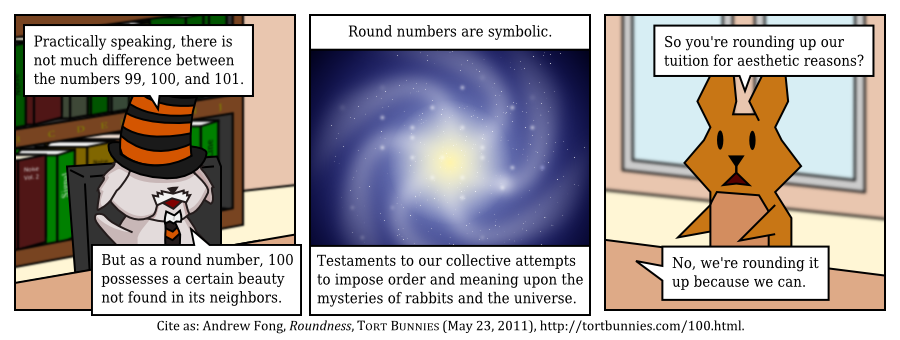 Practically speaking, there is
not much difference between
the numbers 99, 100, and 101.
But as a round number, 100
possesses a certain beauty
not found in its neighbors.
Round numbers are symbolic.
Testaments to our collective attempts
to impose order and meaning upon the
mysteries of rabbits and the universe.
So you're rounding up our
tuition for aesthetic reasons?
No, we're rounding it
up because we can.
Cite as: Andrew Fong, Roundness, TORT BUNNIES (May 23, 2011), http://tortbunnies.com/100.html.